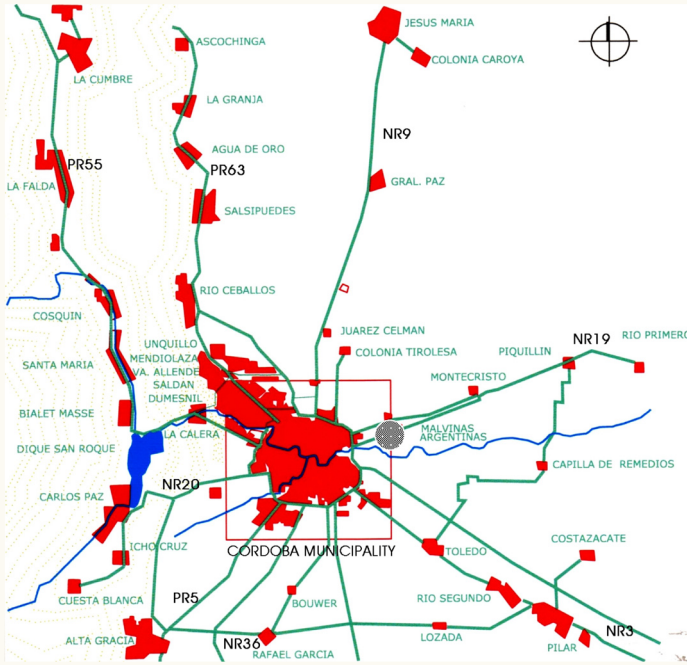 JESUS MARIA
ASCOCHINGA
COLONIA CAROYA
LA CUMBRE
LA GRANJA
NR9
AGUA DE ORO
PR55
PR63
LA FALDA
GRAL. PAZ
SALSIPUEDES
RIO CEBALLOS
COSQUIN
JUAREZ CELMAN
NR19
RIO PRIMERO
UNQUILLO
COLONIA TIROLESA
PIQUILLIN
MENDIOLAZA
SANTA MARIA
VA. ALLENDE
MONTECRISTO
SALDAN
DUMESNIL
BIALET MASSE
MALVINAS
ARGENTINAS
LA CALERA
DIQUE SAN ROQUE
CAPILLA DE REMEDIOS
NR20
CARLOS PAZ
COSTAZACATE
ICHO CRUZ
CORDOBA MUNICIPALITY
TOLEDO
CUESTA BLANCA
PR5
BOUWER
RIO SEGUNDO
NR3
ALTA GRACIA
NR36
LOZADA
PILAR
RAFAEL GARCIA